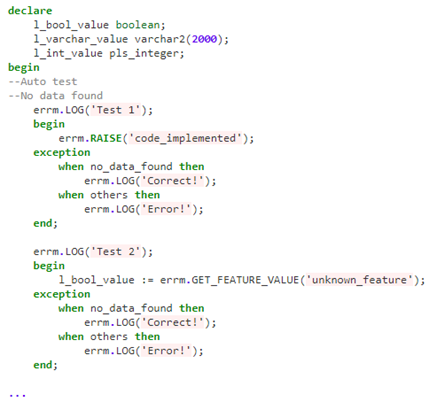 declare
    l_bool_value boolean;
    l_varchar_value varchar2(2000);
    l_int_value pls_integer;
begin
--Auto test
--No data found
    errm.LOG('Test 1');
    begin
        errm.RAISE('code_implemented');
    exception
        when no_data_found then
            errm.LOG('Correct!');
        when others then
            errm.LOG('Error!');
    end;

    errm.LOG('Test 2');
    begin
        l_bool_value := errm.GET_FEATURE_VALUE('unknown_feature');
    exception
        when no_data_found then
            errm.LOG('Correct!');
        when others then
            errm.LOG('Error!');
    end;

...